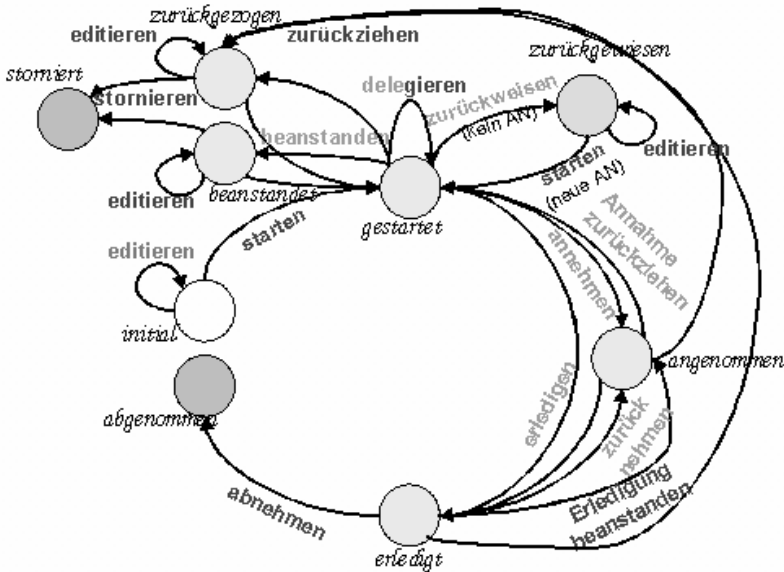 zurückgezogen
editieren
zurückziehen
zurückgewiesen
storniert
stornieren
delegieren
zurückweisen
(kein AN)
beanstanden
editieren
editieren
beanstandet
starten
(neue AN)
gestartet
starten
Annahme
zurückziehen
annehmen
editieren
initial
angenommen
abgenommen
erledigen
zurück
nehmen
Erledigung
beanstanden
abnehmen
erledigt